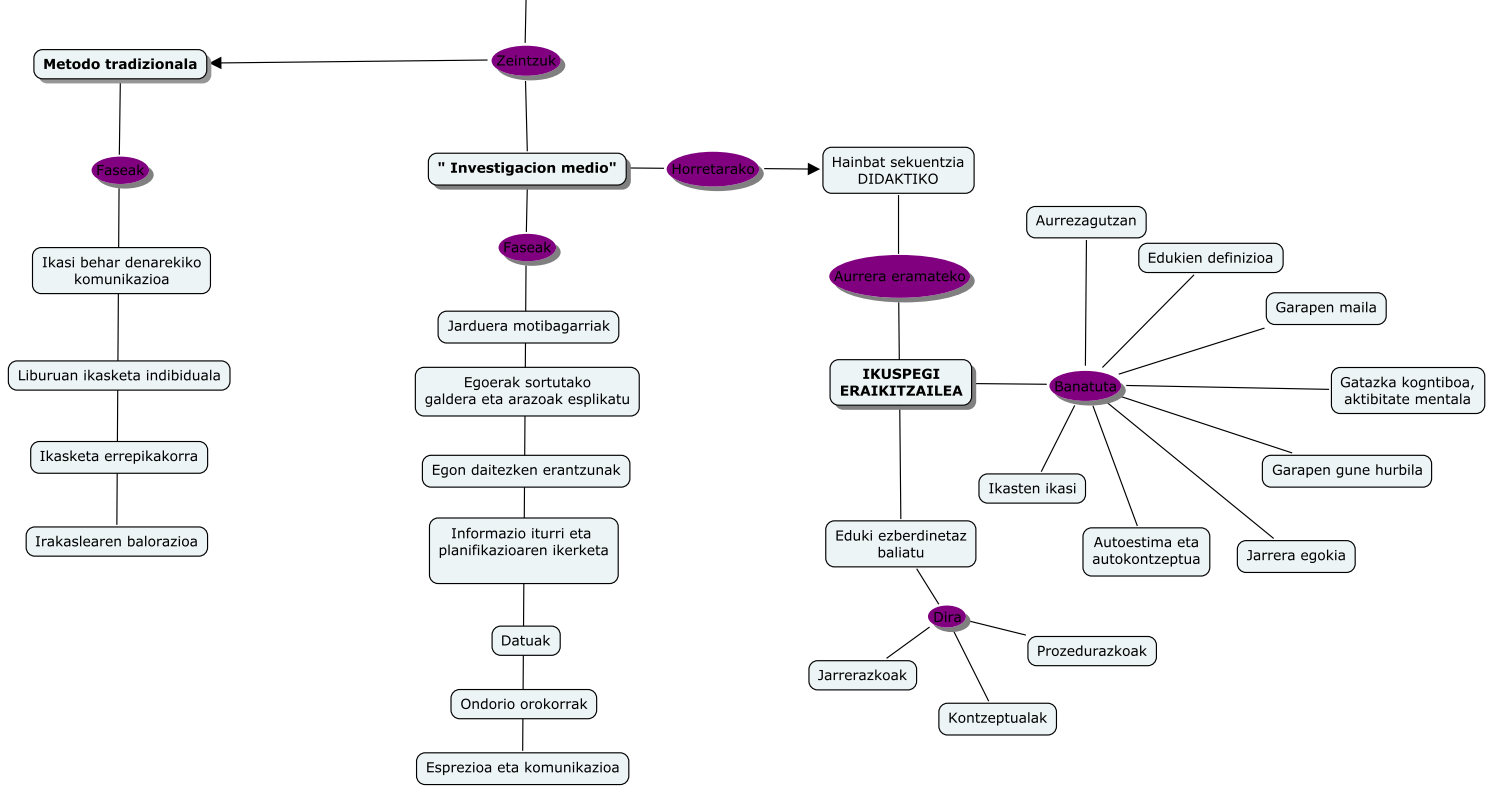 Zeintzuk
Metodo tradizionala
Faseak
Ikasi behar denarekiko
komunikazioa
Liburuan ikasketa indibiduala
Ikasketa errepikakorra
Irakaslearen balorazioa
" Investigacion medio"
Faseak
Jarduera motibagarriak
Egoerak sortutako
galdera eta arazoak esplikatu
Egon daitezken erantzunak
Informazio iturri eta
planifikazioaren ikerketa
Datuak
Ondorio orokorrak
Esprezioa eta komunikazioa
Horretarako
Hainbat sekuentzia
DIDAKTIKO
Aurrera eramateko
IKUSPEGI
ERAIKITZAILEA
Banatuta
Aurrezagutzan
Edukien definizioa
Garapen maila
Gatazka kogntiboa,
aktibitate mentala
Garapen gune hurbila
Jarrera egokia
Autoestima eta
autokontzeptua
Ikasten ikasi
Eduki ezberdinetaz
baliatu
Dira
Prozedurazkoak
Jarrerazkoak
Kontzeptualak